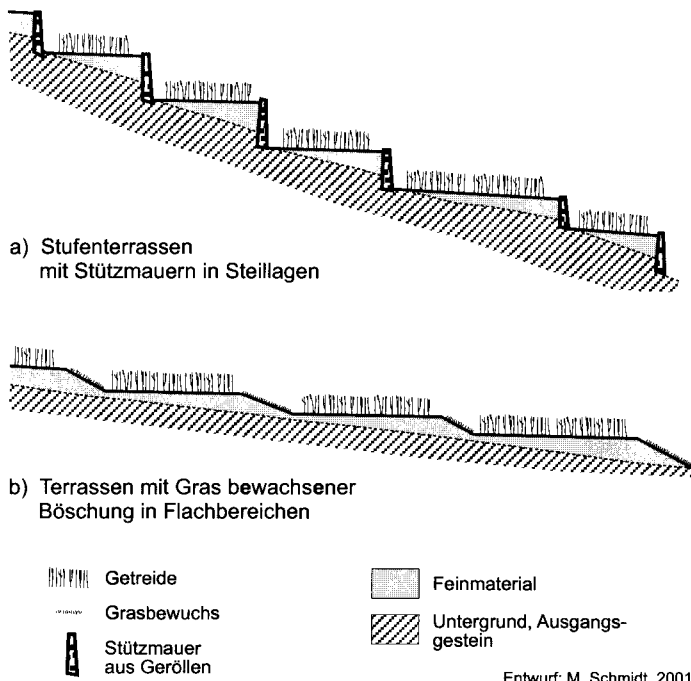 a) Stufenterrassen
mit Stützmauern in Steillagen
b) Terrassen mit Gras bewachsener
Böschung in Flachbereichen
Getreide
Grasbewuchs
Stützmauer
aus Geröllen
Feinmaterial
Untergrund, Ausgangs-
gestein
Entwurf: M. Schmidt, 2001